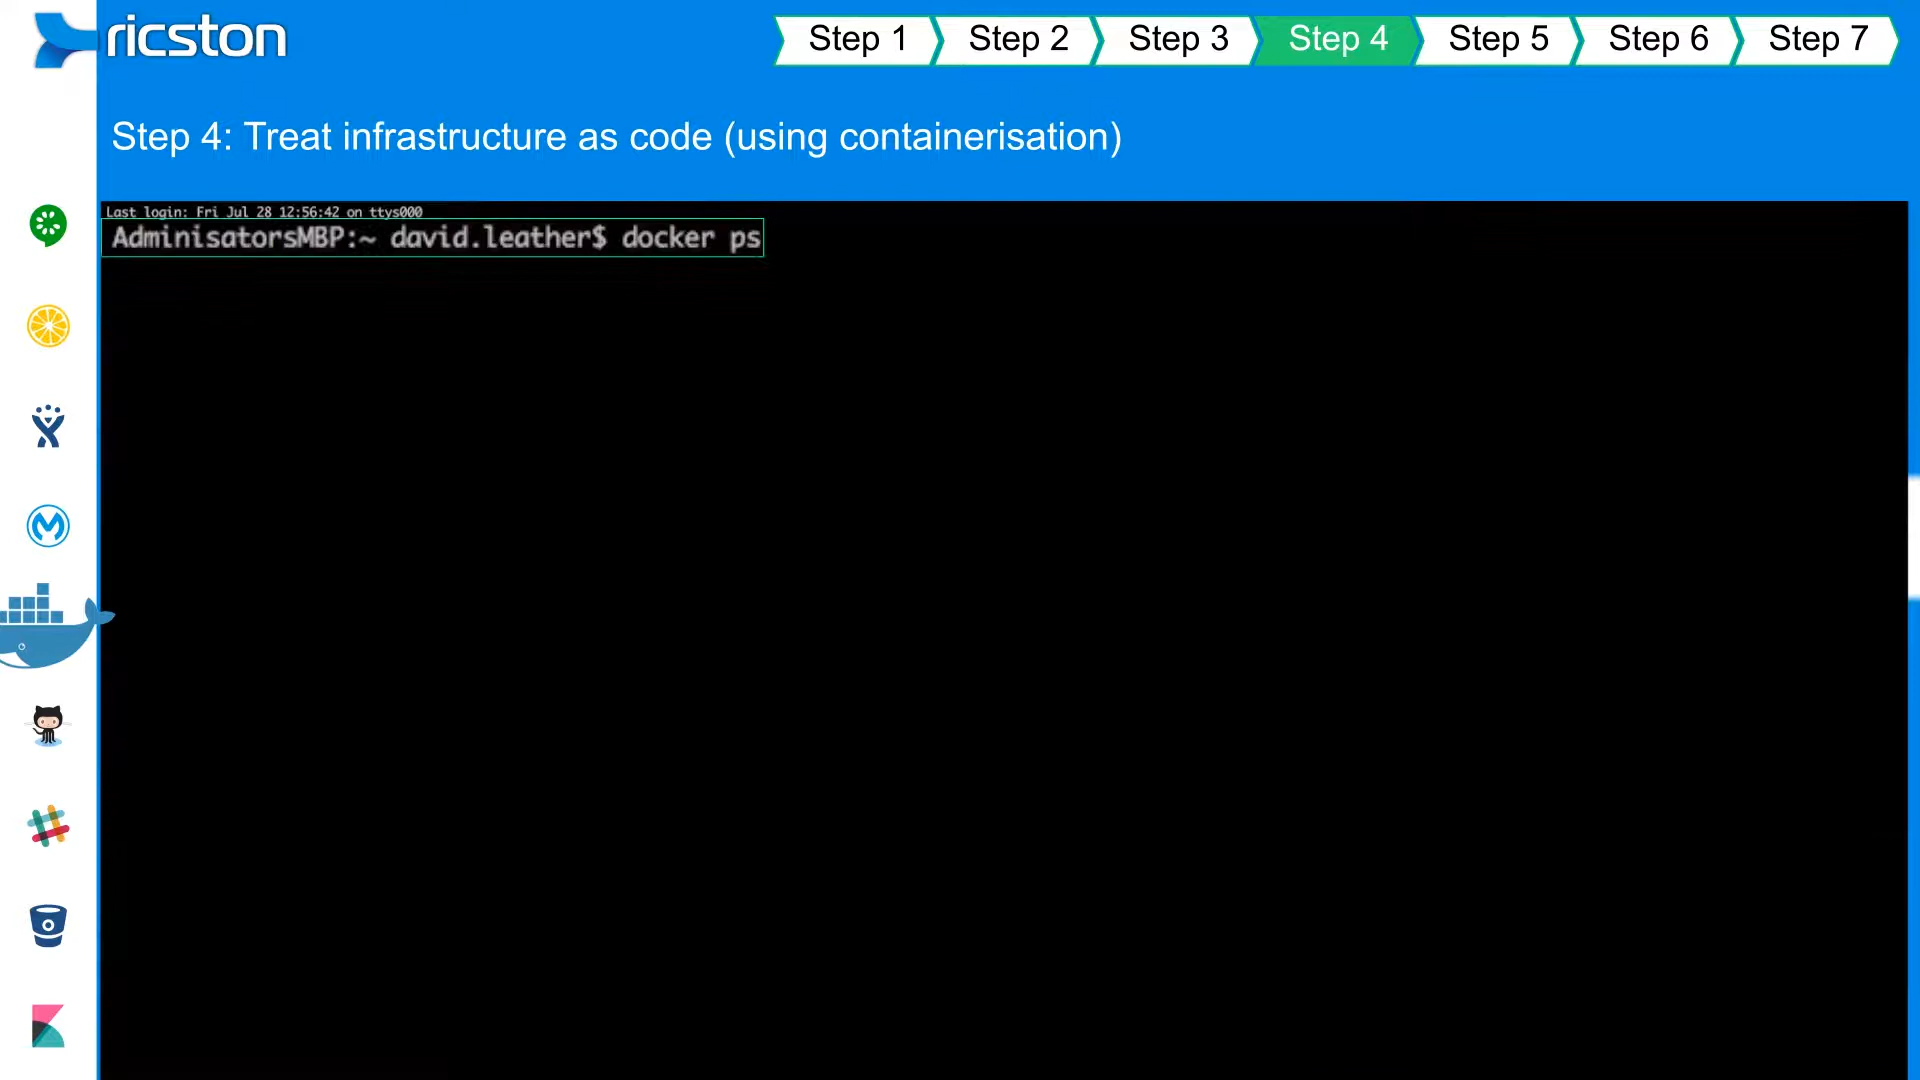 ricston
Step 1
Step 2
Step 3
Step 4
Step 5
Step 6
Step 7
Step 4: Treat infrastructure as code (using containerisation)
Last login: Fri Jul 28 12:56:42 on ttys000
AdminisatorsMBP:~ david.leather$ docker ps